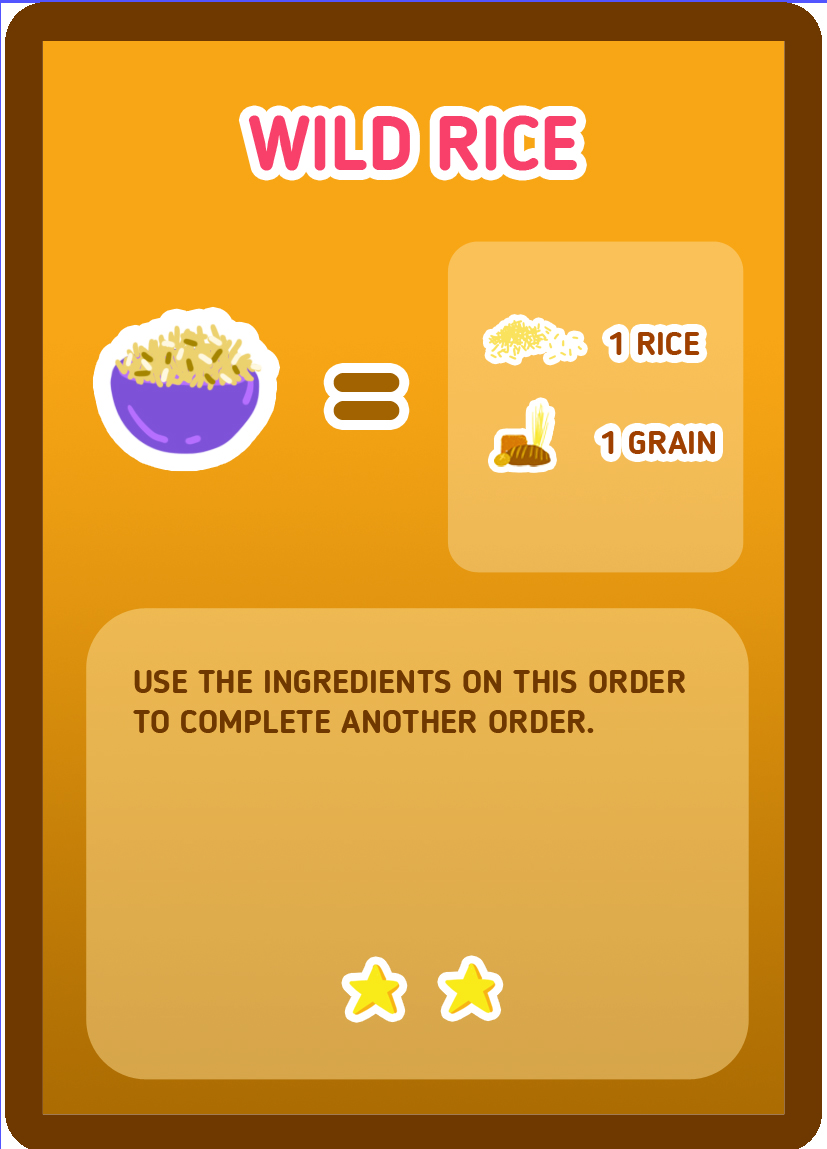 WILD RICE
1 RICE
1 GRAIN
USE THE INGREDIENTS ON THIS ORDER
TO COMPLETE ANOTHER ORDER.